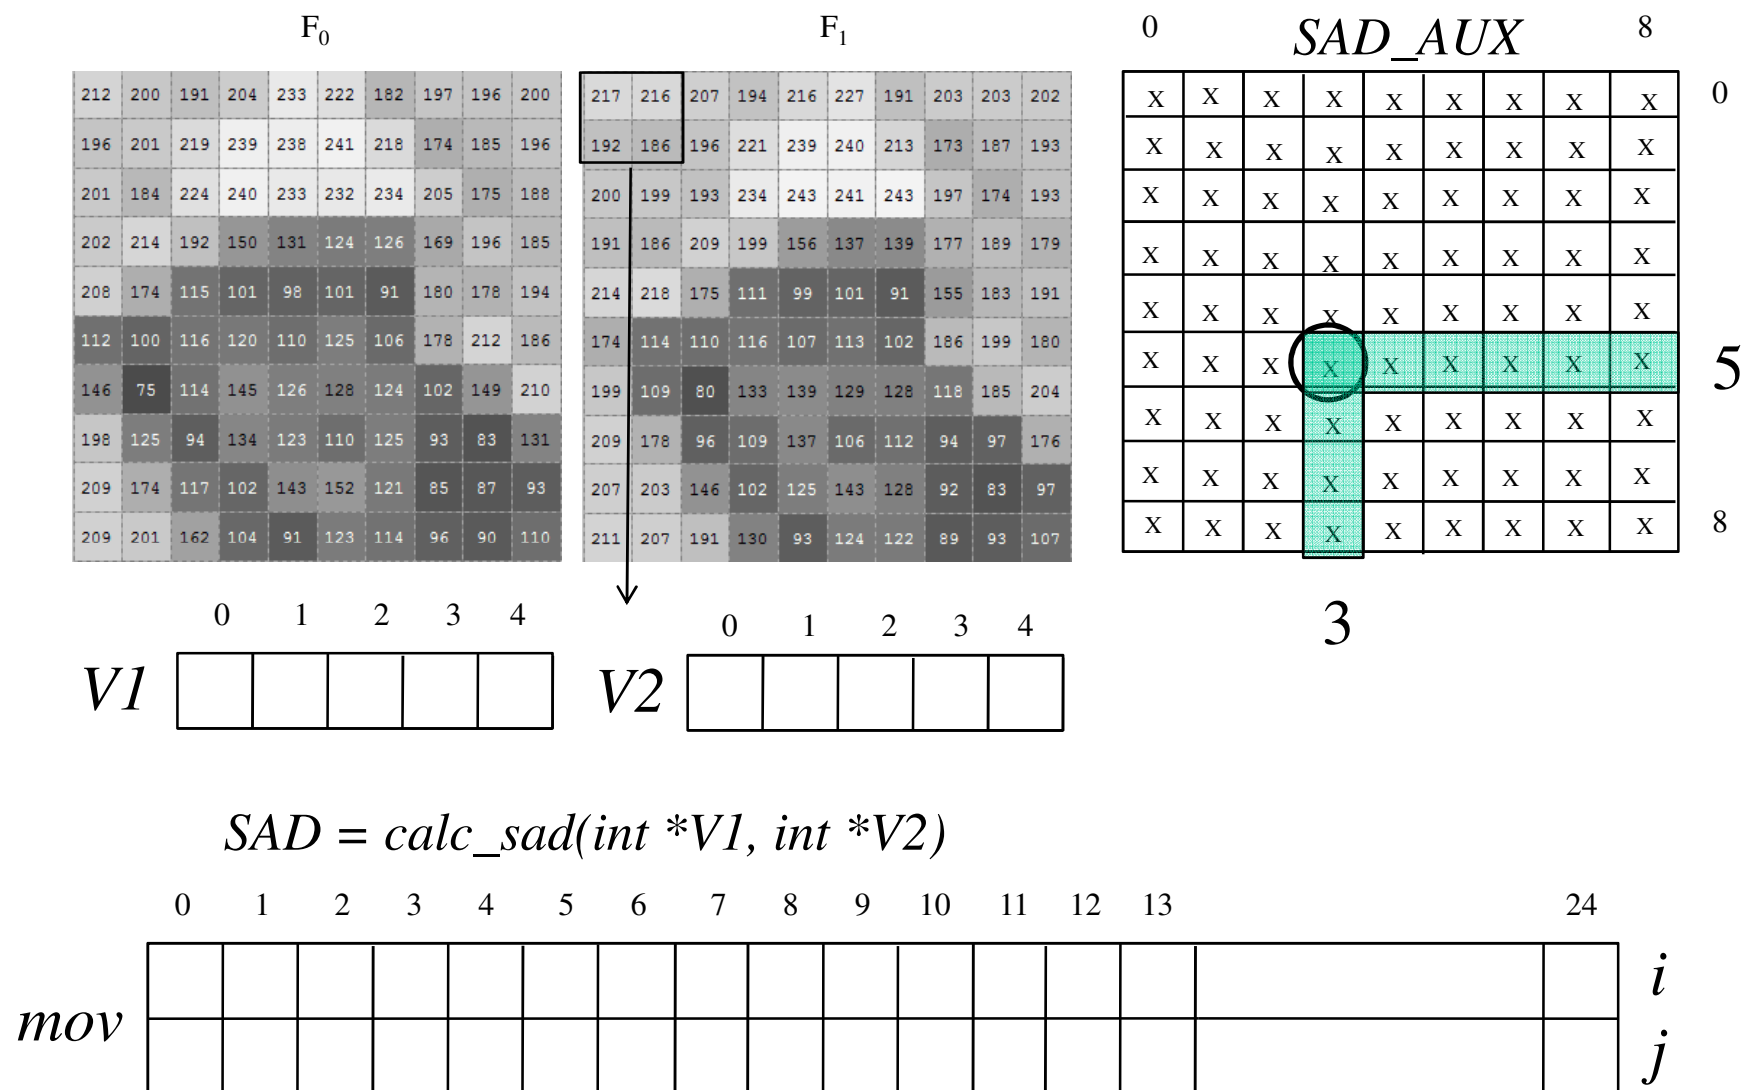 F0 F1 0 SAD_AUX 8
212 200 191 204 233 222 182 197 196 200
196 201 219 239 238 241 218 174 185 196
201 184 224 240 233 232 234 205 175 188
202 214 192 150 131 124 126 169 196 185
208 174 115 101 98 101 91 180 178 194
112 100 116 120 110 125 106 178 212 186
146 75 114 145 126 128 124 102 149 210
198 125 94 134 123 110 125 93 83 131
209 174 117 102 143 152 121 85 87 93
209 201 162 104 91 123 114 96 90 110
217 216 207 194 216 227 191 203 203 202
192 186 196 221 239 240 213 173 187 193
200 199 193 234 243 241 243 197 174 193
191 186 209 199 156 137 139 177 189 179
214 218 175 111 99 101 91 155 183 191
174 114 110 116 107 113 102 186 199 180
199 109 80 133 139 129 128 118 185 204
209 178 96 109 137 106 112 94 97 176
207 203 146 102 125 143 128 92 83 97
211 207 191 130 93 124 122 89 93 107
X X X X X X X X X 0
X X X X X X X X X
X X X X X X X X X
X X X X X X X X X
X X X X X X X X X
X X X X X X X X X 5
X X X X X X X X X
X X X X X X X X X
X X X X X X X X X 8
3
0 1 2 3 4
V1
0 1 2 3 4
V2
SAD = calc_sad(int *V1, int *V2)
0 1 2 3 4 5 6 7 8 9 10 11 12 13 24
mov i
j